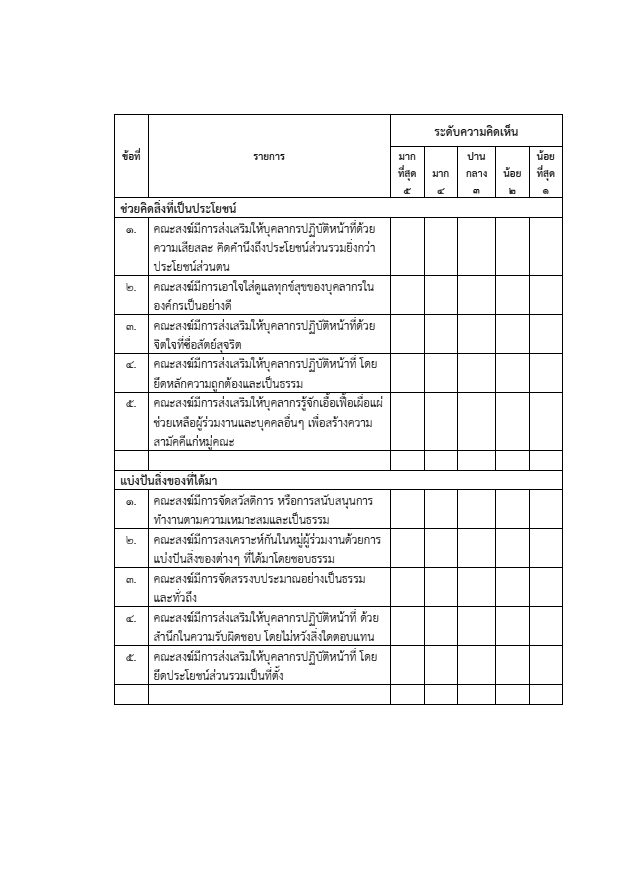 ข้อที่ รายการ ระดับความคิดเห็น
มาก ปาน น้อย
ที่สุด มาก กลาง น้อย ที่สุด
๕ ๔ ๓ ๒ ๑
ช่วยคิดสิ่งที่เป็นประโยชน์
๑. คณะสงฆ์มีการส่งเสริมให้บุคลากรปฏิบัติหน้าที่ด้วย
ความเสียสละ คิดคำนึงถึงประโยชน์ส่วนรวมยิ่งกว่า
ประโยชน์ส่วนตน
๒. คณะสงฆ์มีการเอาใจใส่ดูแลทุกข์สุขของบุคลากรใน
องค์กรเป็นอย่างดี
๓. คณะสงฆ์มีการส่งเสริมให้บุคลากรปฏิบัติหน้าที่ด้วย
จิตใจที่ซื่อสัตย์สุจริต
๔. คณะสงฆ์มีการส่งเสริมให้บุคลากรปฏิบัติหน้าที่ โดย
ยึดหลักความถูกต้องและเป็นธรรม
๕. คณะสงฆ์มีการส่งเสริมให้บุคลากรรู้จักเอื้อเฟื้อเผื่อแผ่
ช่วยเหลือผู้ร่วมงานและบุคคลอื่นๆ เพื่อสร้างความ
สามัคคีแก่หมู่คณะ
แบ่งปันสิ่งของที่ได้มา
๑. คณะสงฆ์มีการจัดสวัสดิการ หรือการสนับสนุนการ
ทำงานตามความเหมาะสมและเป็นธรรม
๒. คณะสงฆ์มีการสงเคราะห์กันในหมู่ผู้ร่วมงานด้วยการ
แบ่งปันสิ่งของต่างๆ ที่ได้มาโดยชอบธรรม
๓. คณะสงฆ์มีการจัดสรรงบประมาณอย่างเป็นธรรม
และทั่วถึง
๔. คณะสงฆ์มีการส่งเสริมให้บุคลากรปฏิบัติหน้าที่ ด้วย
สำนึกในความรับผิดชอบ โดยไม่หวังสิ่งใดตอบแทน
๕. คณะสงฆ์มีการส่งเสริมให้บุคลากรปฏิบัติหน้าที่ โดย
ยึดประโยชน์ส่วนรวมเป็นที่ตั้ง